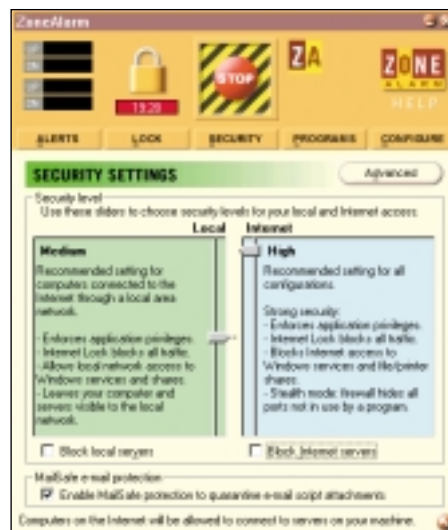 ZoneAlarm
UP
DN
UP
DN
19:20
STOP
ZA
ZONE
ALARM
HELP
ALERTS LOCK SECURITY PROGRAMS CONFIGURE
SECURITY SETTINGS
Advanced
Security level
Use these sliders to choose security levels for your local and Internet access.
Local Internet
Medium
Recommended setting for
computers connected to the
Internet through a local area
network.
- Enforces application privileges.
- Internet Lock blocks all traffic.
- Allows local network access to
Windows services and shares.
- Leaves your computer and
servers visible to the local
network.
High
Recommended setting for all
configurations.
Strong security:
- Enforces application privileges.
- Internet Lock blocks all traffic.
- Blocks Internet access to
Windows services and file/printer
shares.
- Stealth mode: firewall hides all
ports not in use by a program.
Block local servers
Block Internet servers
MailSafe e-mail protection
Enable MailSafe protection to quarantine e-mail script attachments
Computers on the Internet will be allowed to connect to servers on your machine.